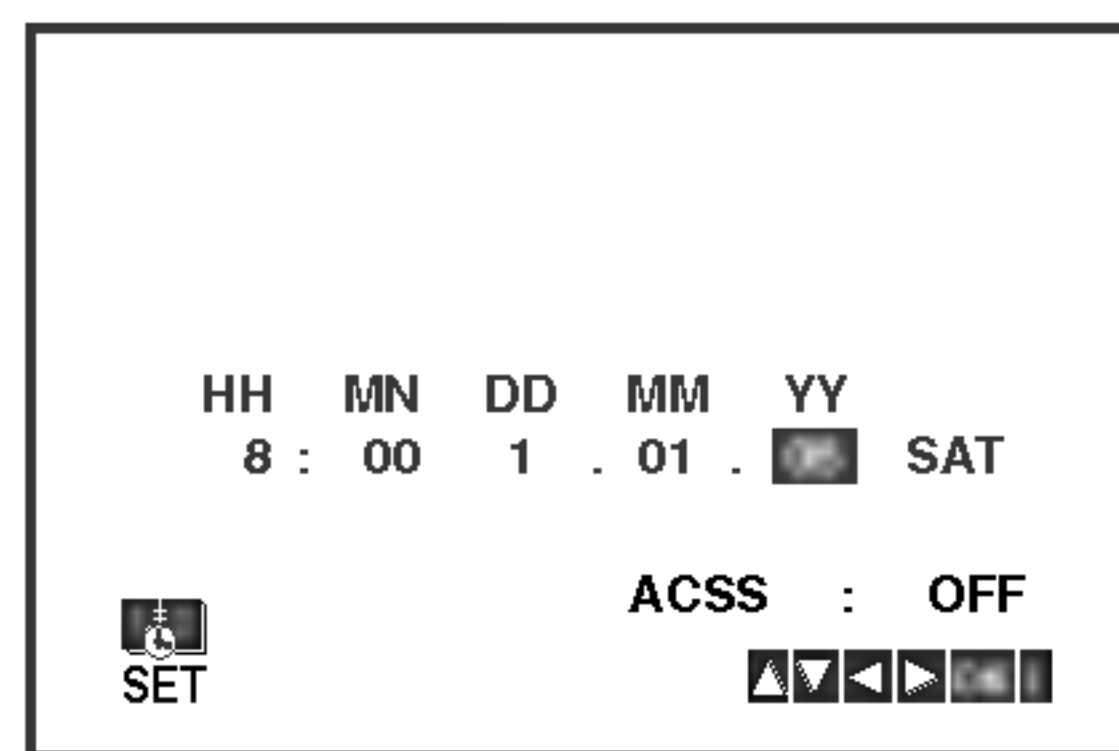 HH MN DD MM YY
8 : 00 1 . 01 . SAT
ACSS : OFF
SET